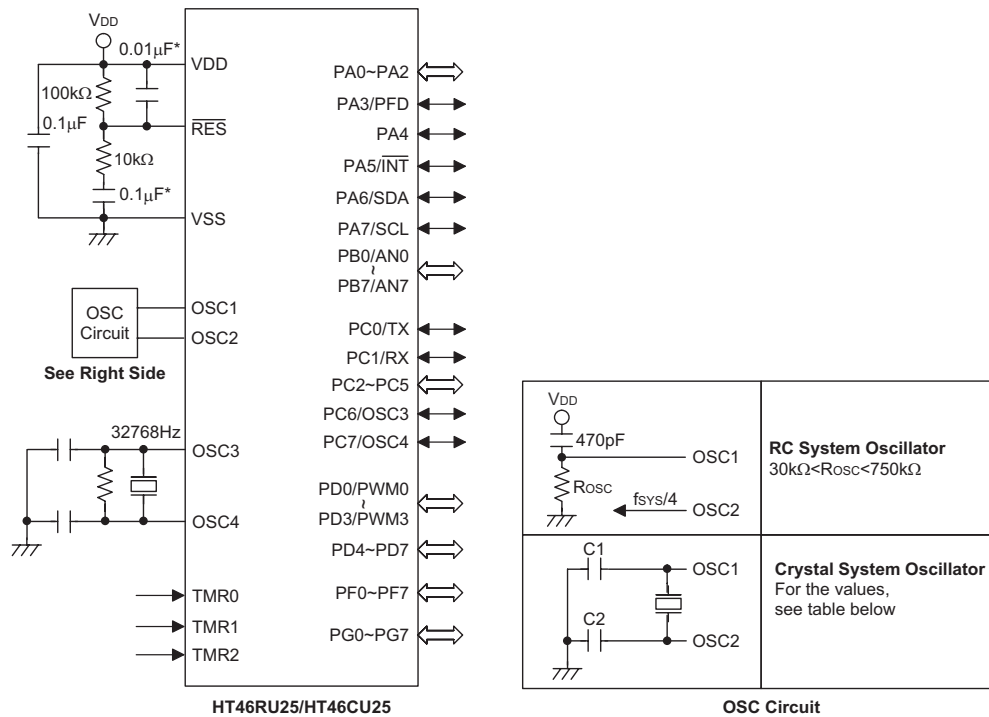 VDD
0.01μF*
VDD
100kΩ
0.1μF
RES
10kΩ
0.1μF*
VSS
OSC
Circuit
OSC1
OSC2
See Right Side
32768Hz
OSC3
OSC4
TMR0
TMR1
TMR2
PA0~PA2
PA3/PFD
PA4
PA5/INT
PA6/SDA
PA7/SCL
PB0/AN0
~
PB7/AN7
PC0/TX
PC1/RX
PC2~PC5
PC6/OSC3
PC7/OSC4
PD0/PWM0
~
PD3/PWM3
PD4~PD7
PF0~PF7
PG0~PG7
HT46RU25/HT46CU25
VDD
470pF
OSC1
ROSC
fSYS/4
OSC2
RC System Oscillator
30kΩ<ROSC<750kΩ
C1
OSC1
C2
OSC2
Crystal System Oscillator
For the values,
see table below
OSC Circuit